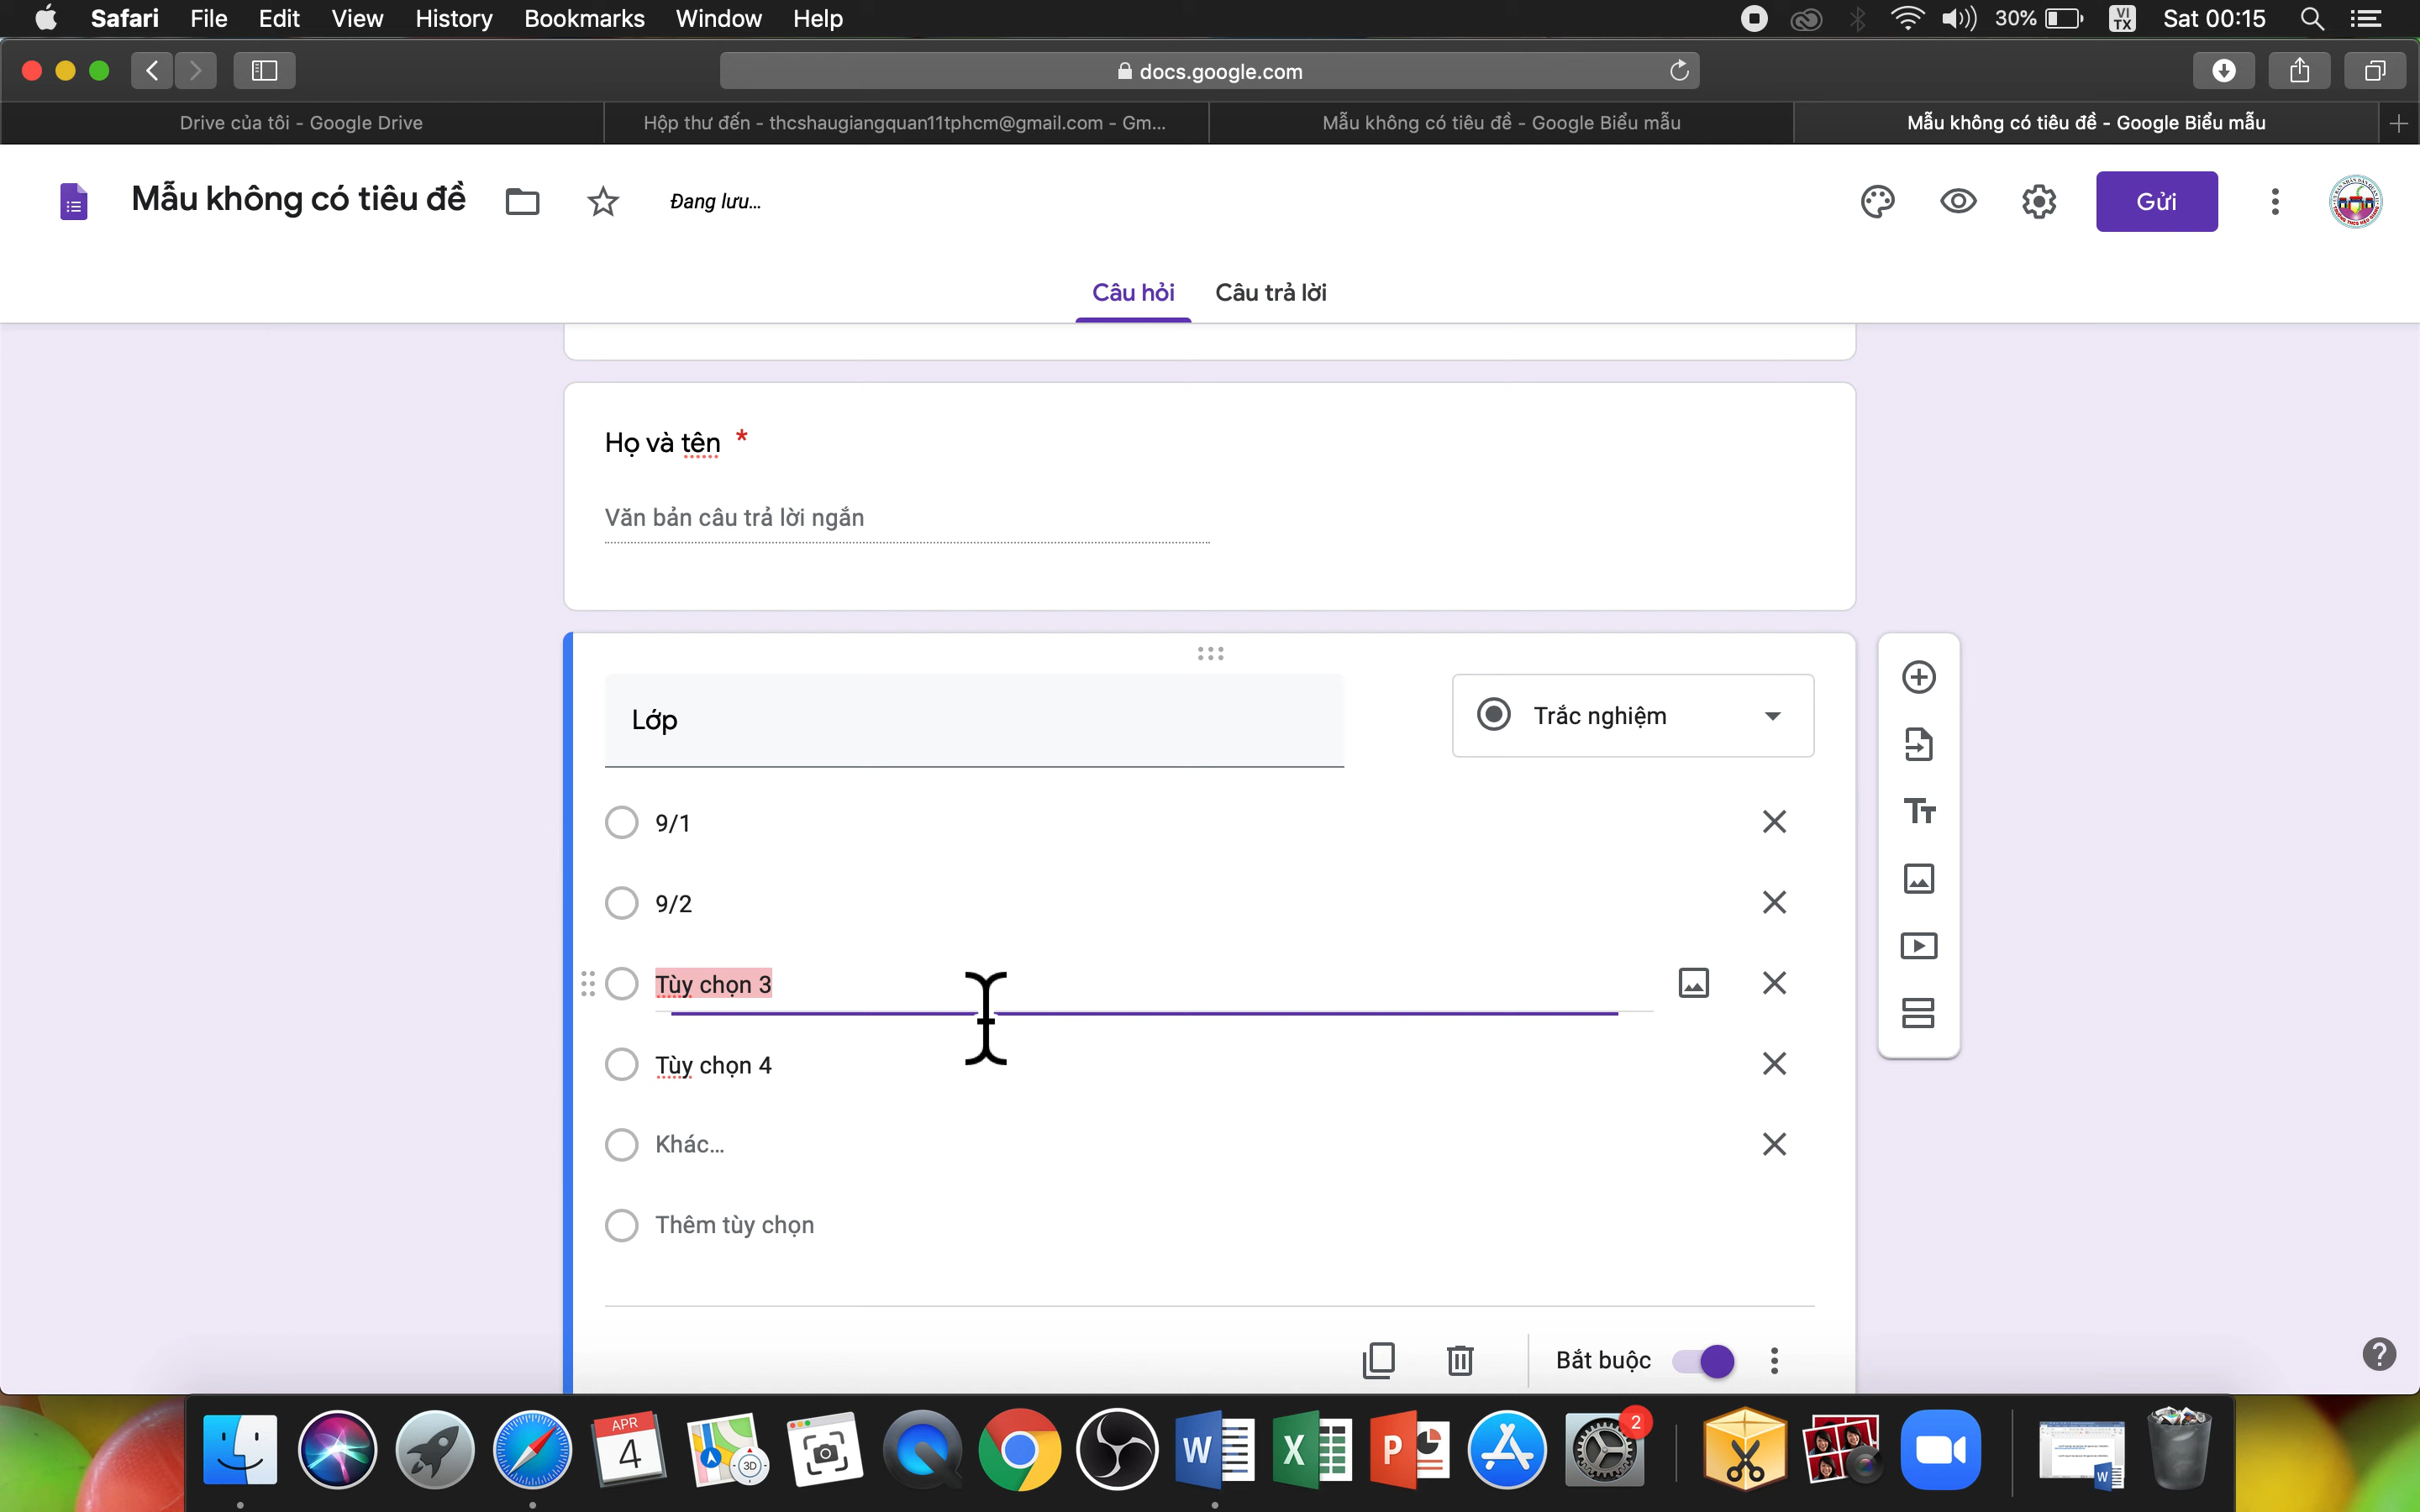 Safari File Edit View History Bookmarks Window Help 30% VI TX Sat 00:15
docs.google.com
Drive của tôi - Google Drive
Hộp thư đến - thcshaugiangquan11tphcm@gmail.com - Gm...
Mẫu không có tiêu đề - Google Biểu mẫu
Mẫu không có tiêu đề - Google Biểu mẫu
Mẫu không có tiêu đề Đang lưu... Gửi
Câu hỏi Câu trả lời
Họ và tên *
Văn bản câu trả lời ngắn
Lớp Trắc nghiệm
9/1
9/2
Tùy chọn 3
Tùy chọn 4
Khác...
Thêm tùy chọn
Bắt buộc
APR
4
3D
W
X
P
2
W